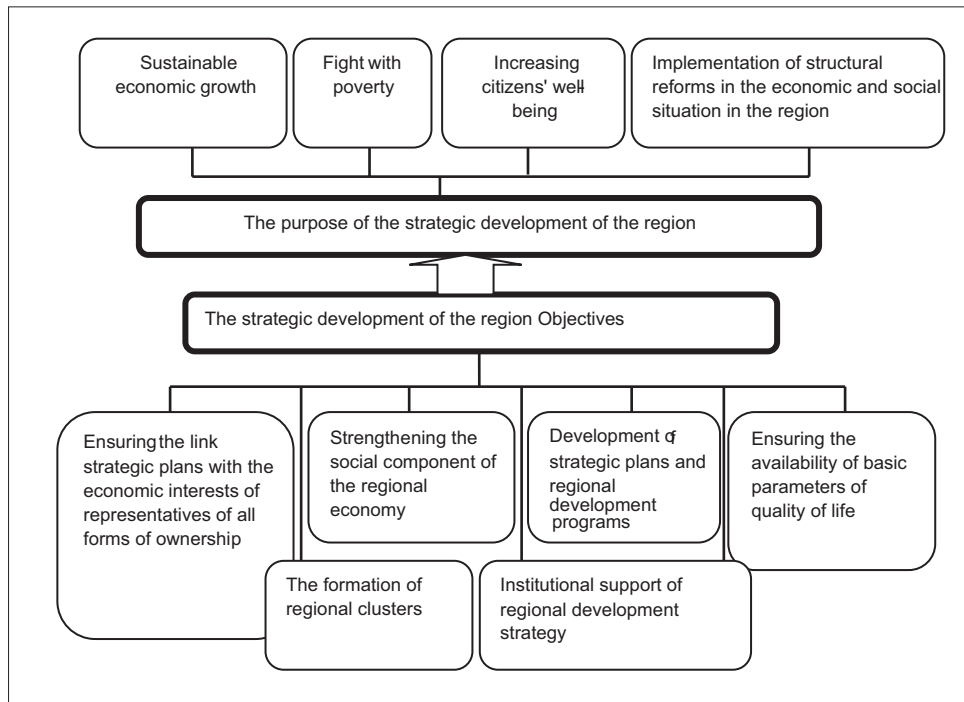 Sustainable
economic growth
Fight with
poverty
Increasing
citizens' well-
being
Implementation of structural
reforms in the economic and social
situation in the region
The purpose of the strategic development of the region
The strategic development of the region Objectives
Ensuring the link
strategic plans with the
economic interests of
representatives of all
forms of ownership
Strengthening the
social component of
the regional
economy
Development of
strategic plans and
regional
development
programs
Ensuring the
availability of basic
parameters of
quality of life
The formation of
regional clusters
Institutional support of
regional development
strategy